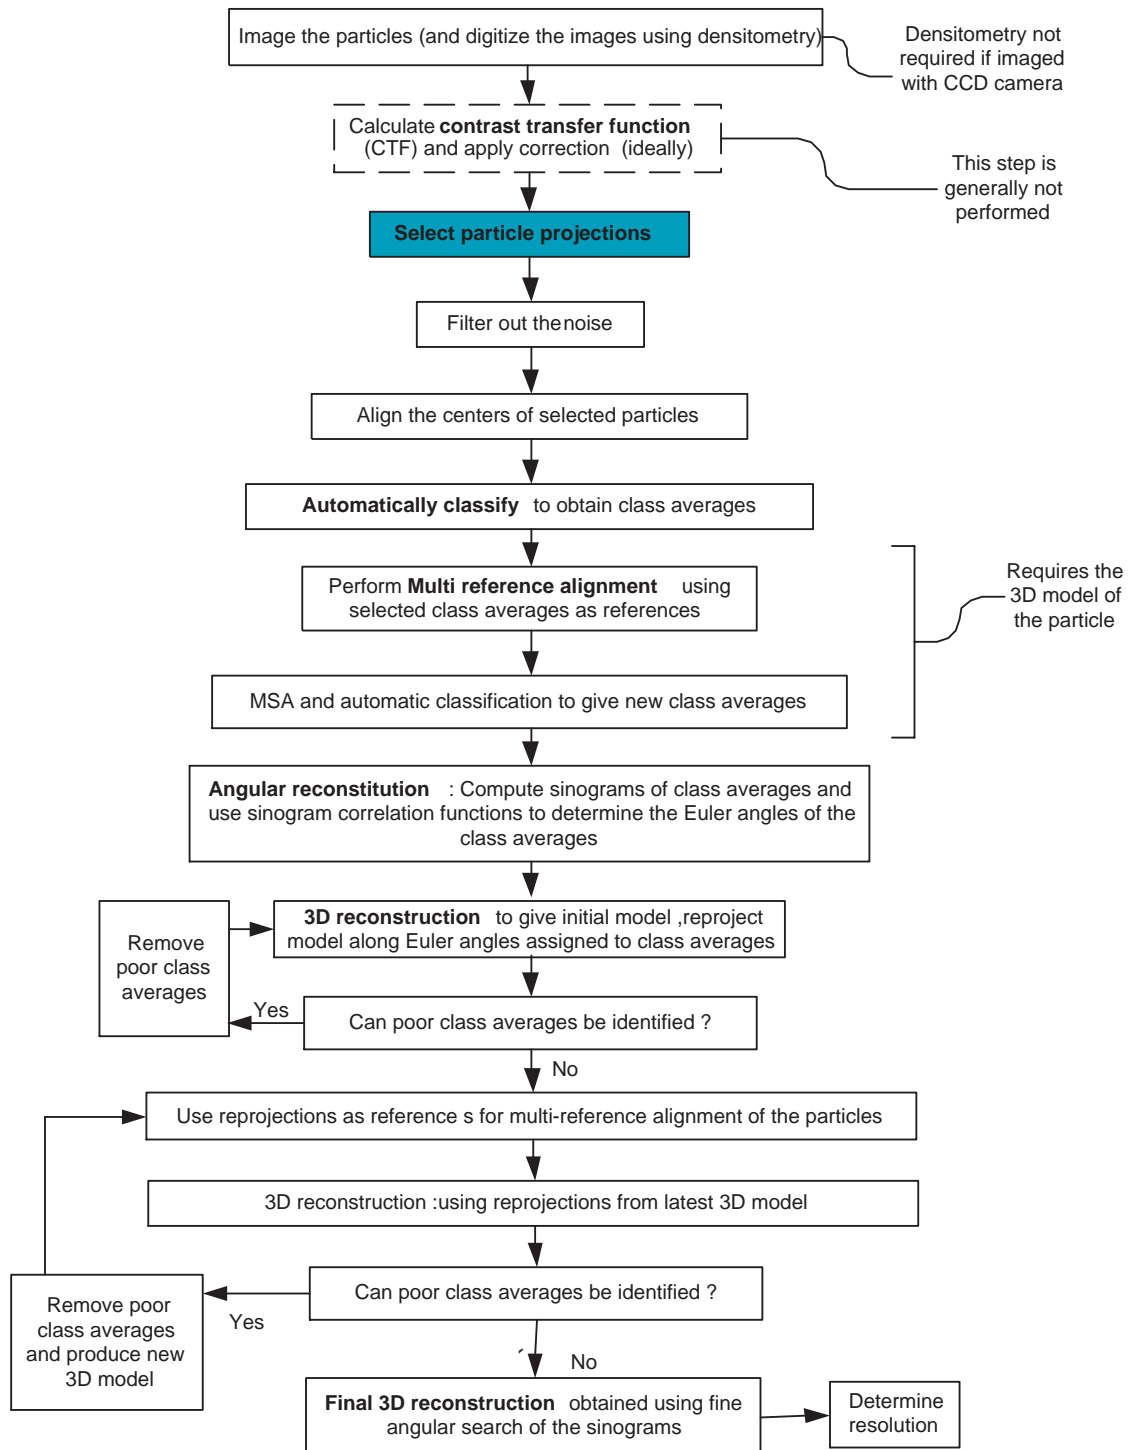 Image the particles (and digitize the images using densitometry)
Densitometry not
required if imaged
with CCD camera
Calculate contrast transfer function
(CTF) and apply correction (ideally)
This step is
generally not
performed
Select particle projections
Filter out thenoise
Align the centers of selected particles
Automatically classify to obtain class averages
Perform Multi reference alignment using
selected class averages as references
Requires the
3D model of
the particle
MSA and automatic classification to give new class averages
Angular reconstitution : Compute sinograms of class averages and
use sinogram correlation functions to determine the Euler angles of the
class averages
3D reconstruction to give initial model ,reproject
model along Euler angles assigned to class averages
Remove
poor class
averages
Yes
Can poor class averages be identified ?
No
Use reprojections as reference s for multi-reference alignment of the particles
3D reconstruction :using reprojections from latest 3D model
Can poor class averages be identified ?
Yes
Remove poor
class averages
and produce new
3D model
No
Final 3D reconstruction obtained using fine
angular search of the sinograms
Determine
resolution